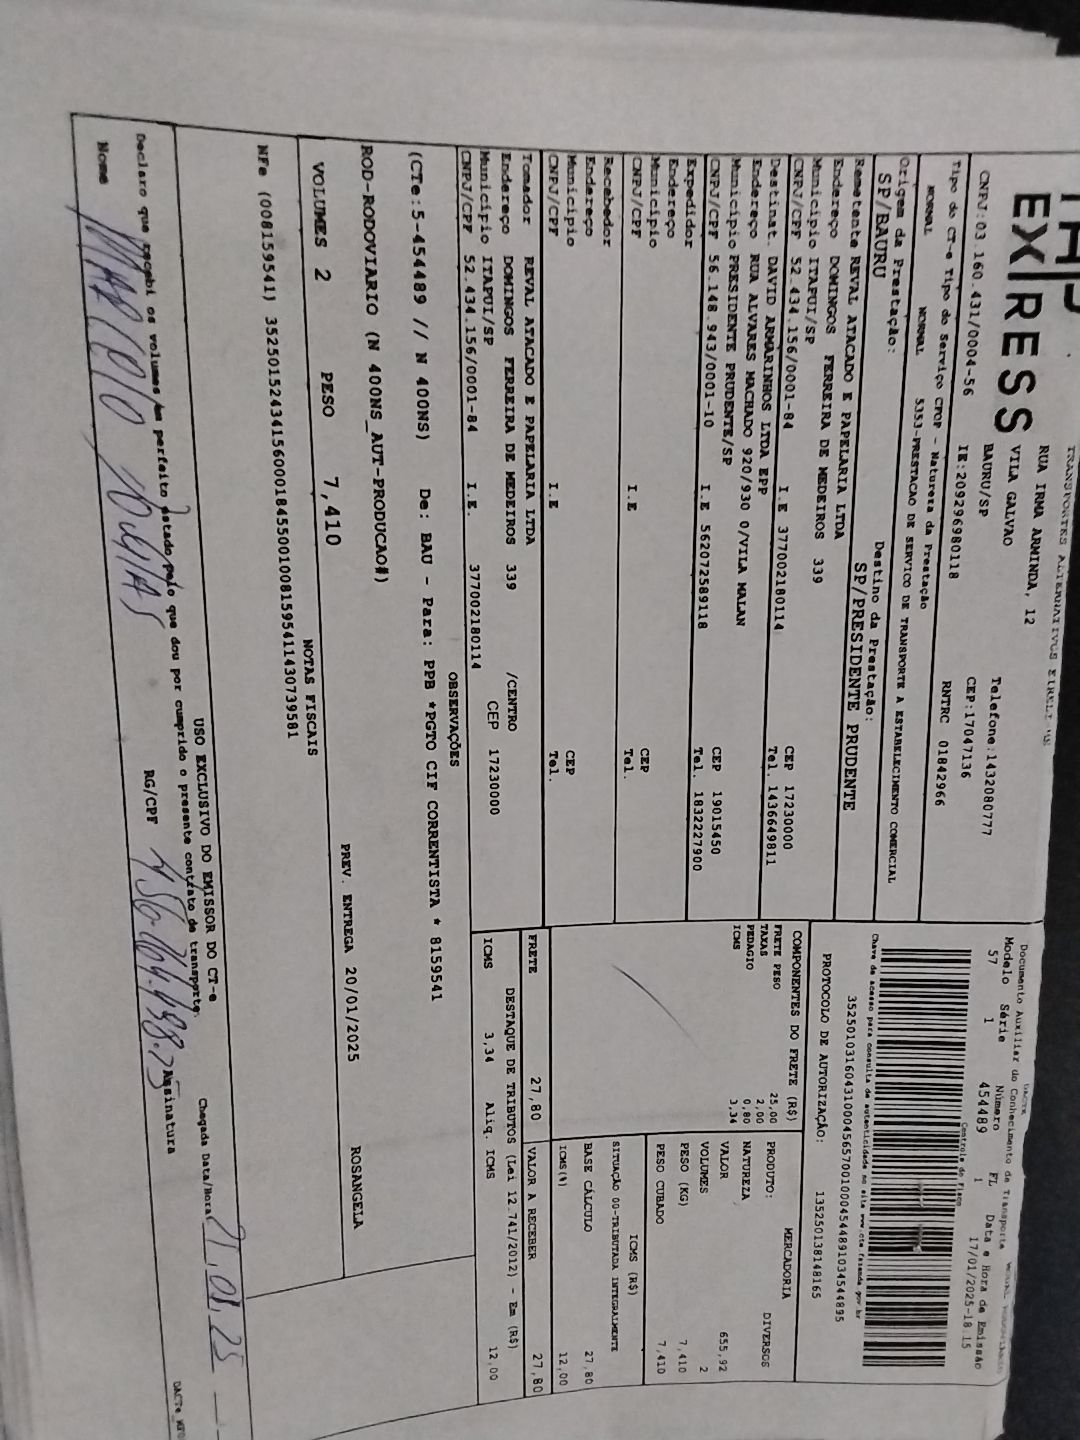 TAP
EX|RESS
RUA IRMA ARMINDA, 12
VILA GALVAO
BAURU/SP
Telefone:1432080777
CEP:17047136
CNPJ:03.160.431/0004-56 IE:209296980118 RNTRC 01842966
Tipo do CT-e Tipo do Serviço CFOP - Natureza da Prestação
NORMAL NORMAL 5353-PRESTACAO DE SERVICO DE TRANSPORTE A ESTABELECIMENTO COMERCIAL
Origem da Prestação: Destino da Prestação:
SP/BAURU SP/PRESIDENTE PRUDENTE
Remetente REVAL ATACADO E PAPELARIA LTDA
Endereço DOMINGOS FERREIRA DE MEDEIROS 339
Município ITAPUI/SP CEP 17230000
CNPJ/CPF 52.434.156/0001-84 I.E 377002180114 Tel. 1436649811
Destinat. DAVID ARMARINHOS LTDA EPP
Endereço RUA ALVARES MACHADO 920/930 0/VILA MALAN
Município PRESIDENTE PRUDENTE/SP CEP 19015450
CNPJ/CPF 56.148.943/0001-10 I.E 562072589118 Tel. 1832227900
Expedidor
Endereço
Município CEP
CNPJ/CPF I.E Tel.
Recebedor
Endereço
Município CEP
CNPJ/CPF I.E Tel.
Tomador REVAL ATACADO E PAPELARIA LTDA
Endereço DOMINGOS FERREIRA DE MEDEIROS 339 /CENTRO
Município ITAPUI/SP CEP 17230000
CNPJ/CPF 52.434.156/0001-84 I.E. 377002180114
DACTE
Documento Auxiliar do Conhecimento de Transporte
Modelo Série Número FL Data e Hora de Emissão
57 1 454489 1 17/01/2025-18:15
Controle do Fisco
Chave de acesso para consulta de autenticidade no site www.cte.fazenda.gov.br
35250103160431000456570010004544891034544895
PROTOCOLO DE AUTORIZAÇÃO: 135250138148165
COMPONENTES DO FRETE (R$)
FRETE PESO 25,00
TAXAS 2,00
PEDAGIO 0,80
ICMS 3,34
MERCADORIA
PRODUTO: DIVERSOS
NATUREZA
VALOR 655,92
VOLUMES 2
PESO (KG) 7,410
PESO CUBADO 7,410
ICMS (R$)
SITUAÇÃO 00-TRIBUTADA INTEGRALMENTE
BASE CÁLCULO 27,80
ICMS(%) 12,00
FRETE 27,80 VALOR A RECEBER 27,80
DESTAQUE DE TRIBUTOS (Lei 12.741/2012) - Em (R$)
ICMS 3,34 Aliq. ICMS 12,00
OBSERVAÇÕES
(CTe:5-454489 // N 400NS) De: BAU - Para: PPB *PGTO CIF CORRENTISTA * 8159541
ROD-RODOVIARIO (N 400NS_AUT-PRODUCAO#)
VOLUMES 2 PESO 7,410 PREV. ENTREGA 20/01/2025 ROSANGELA
NOTAS FISCAIS
NFe (008159541) 35250152434156000184550010081595411430739581
USO EXCLUSIVO DO EMISSOR DO CT-e
Declaro que recebi os volumes em perfeito estado pelo que dou por cumprido o presente contrato de transporte.
Chegada Data/Hora 21.01.25
Nome RG/CPF Assinatura